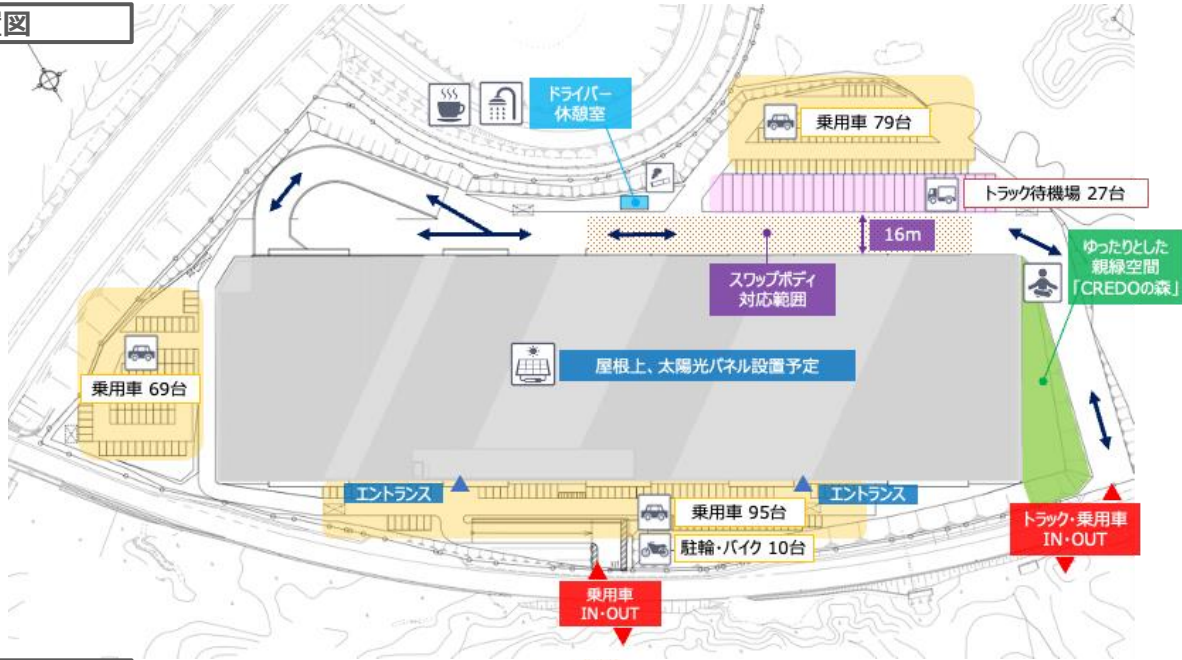 置図
ドライバー
休憩室
乗用車 79台
トラック待機場 27台
16m
ゆったりとした
親緑空間
「CREDOの森」
スワップボディ
対応範囲
屋根上、太陽光パネル設置予定
乗用車 69台
エントランス
エントランス
乗用車 95台
駐輪・バイク 10台
トラック・乗用車
IN・OUT
乗用車
IN・OUT